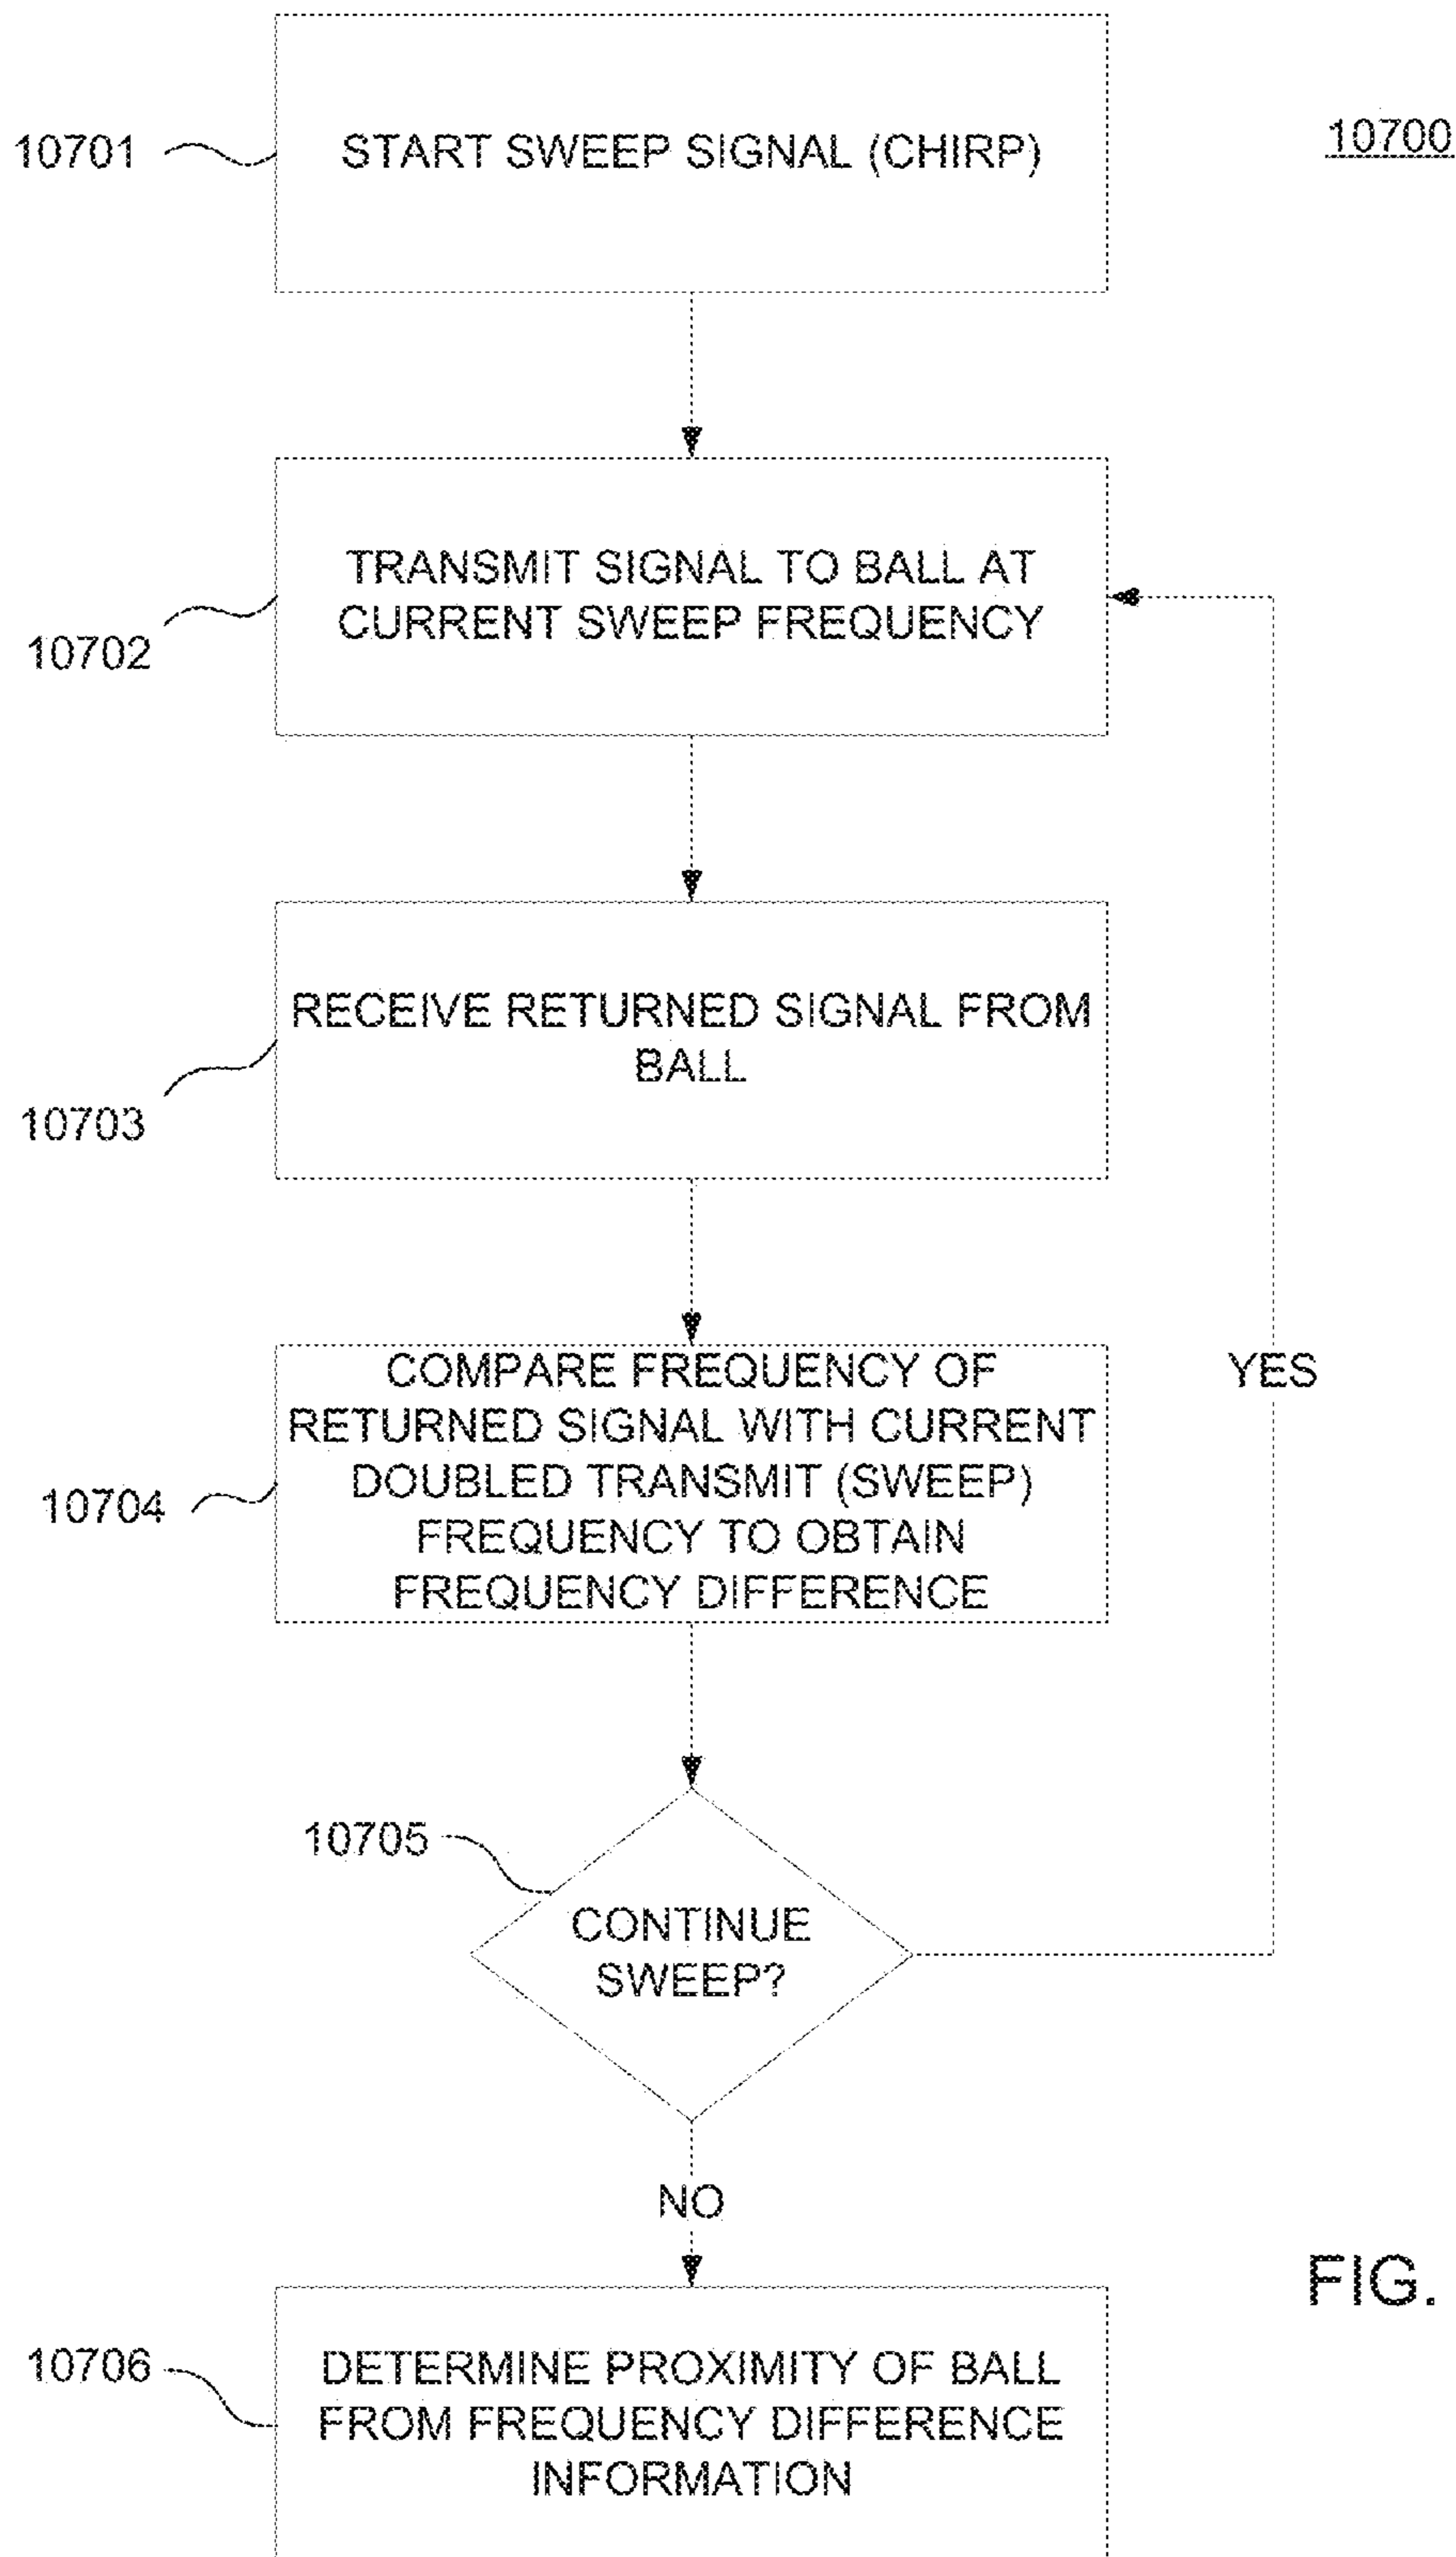 10700
10701
START SWEEP SIGNAL (CHIRP)
10702
TRANSMIT SIGNAL TO BALL AT
CURRENT SWEEP FREQUENCY
10703
RECEIVE RETURNED SIGNAL FROM
BALL
10704
COMPARE FREQUENCY OF
RETURNED SIGNAL WITH CURRENT
DOUBLED TRANSMIT (SWEEP)
FREQUENCY TO OBTAIN
FREQUENCY DIFFERENCE
YES
10705
CONTINUE
SWEEP?
NO
FIG.
10706
DETERMINE PROXIMITY OF BALL
FROM FREQUENCY DIFFERENCE
INFORMATION